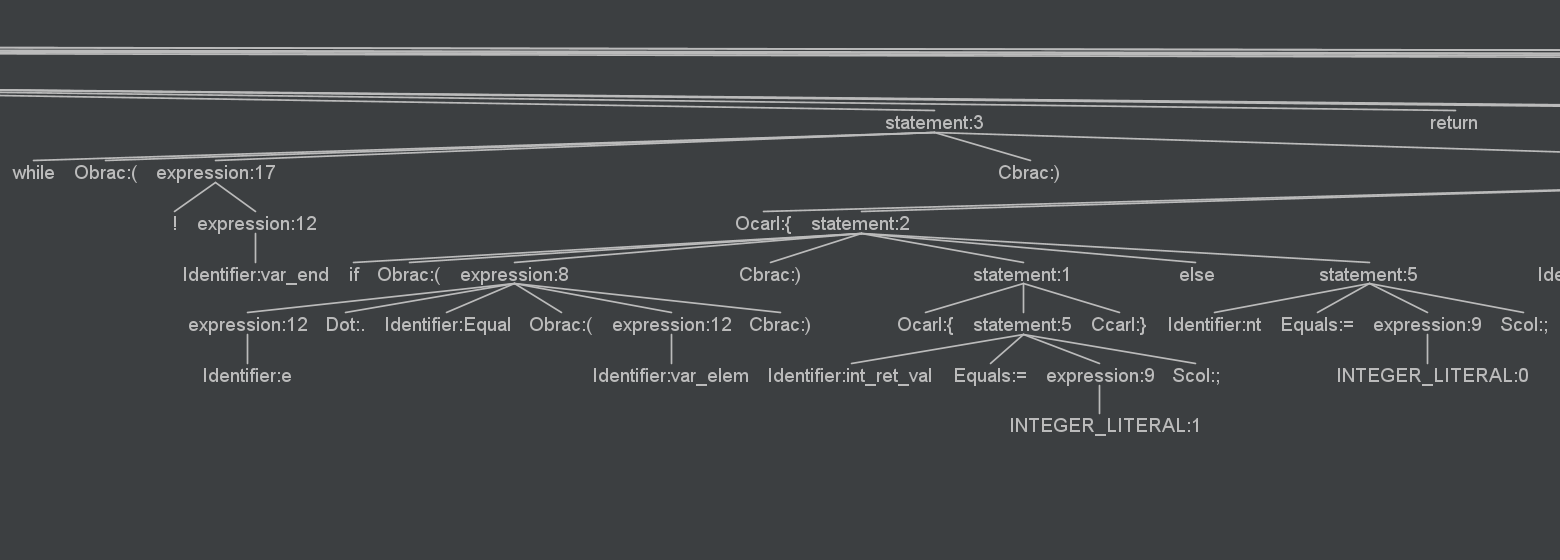 statement:3 return
while Obrac:( expression:17 Cbrac:)
! expression:12 Ocarl:{ statement:2
Identifier:var_end if Obrac:( expression:8 Cbrac:) statement:1 else statement:5 Ide
expression:12 Dot:. Identifier:Equal Obrac:( expression:12 Cbrac:) Ocarl:{ statement:5 Ccarl:} Identifier:nt Equals:= expression:9 Scol:;
Identifier:e Identifier:var_elem Identifier:int_ret_val Equals:= expression:9 Scol:; INTEGER_LITERAL:0
INTEGER_LITERAL:1